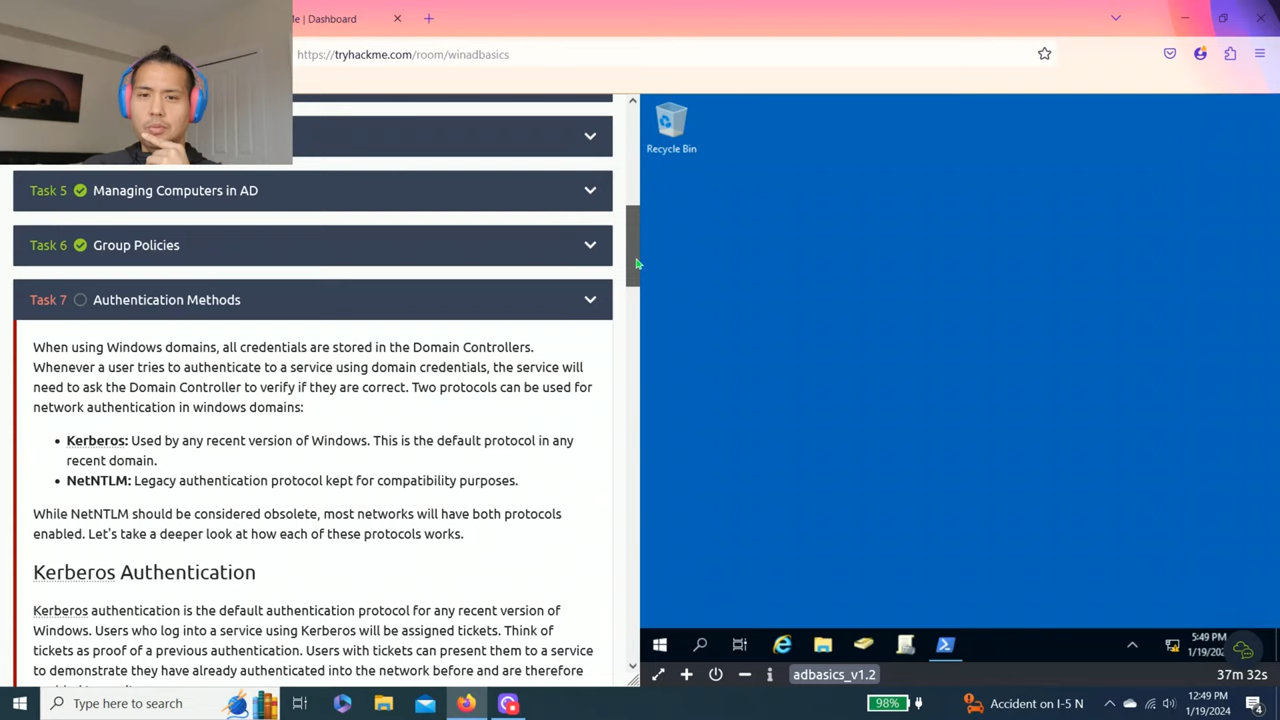 Me | Dashboard
https://tryhackme.com/room/winadbasics
Recycle Bin
Task 5 Managing Computers in AD
Task 6 Group Policies
Task 7 Authentication Methods
When using Windows domains, all credentials are stored in the Domain Controllers.
Whenever a user tries to authenticate to a service using domain credentials, the service will
need to ask the Domain Controller to verify if they are correct. Two protocols can be used for
network authentication in windows domains:
• Kerberos: Used by any recent version of Windows. This is the default protocol in any
recent domain.
• NetNTLM: Legacy authentication protocol kept for compatibility purposes.
While NetNTLM should be considered obsolete, most networks will have both protocols
enabled. Let's take a deeper look at how each of these protocols works.
Kerberos Authentication
Kerberos authentication is the default authentication protocol for any recent version of
Windows. Users who log into a service using Kerberos will be assigned tickets. Think of
tickets as proof of a previous authentication. Users with tickets can present them to a service
to demonstrate they have already authenticated into the network before and are therefore
5:49 PM
1/19/202
adbasics_v1.2
37m 32s
Type here to search
98%
Accident on I-5 N
12:49 PM
1/19/2024
4